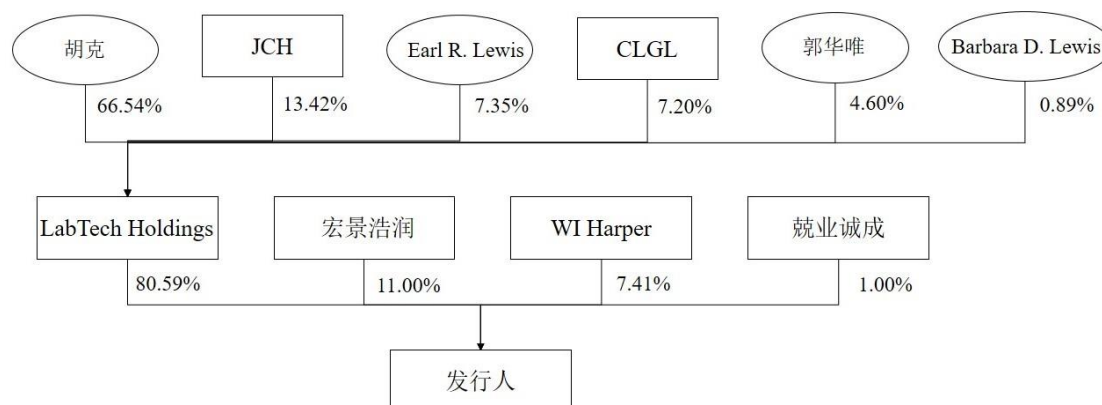 胡克
JCH
Earl R. Lewis
CLGL
郭华唯
Barbara D. Lewis
66.54%
13.42%
7.35%
7.20%
4.60%
0.89%
LabTech Holdings
宏景浩润
WI Harper
兢业诚成
80.59%
11.00%
7.41%
1.00%
发行人